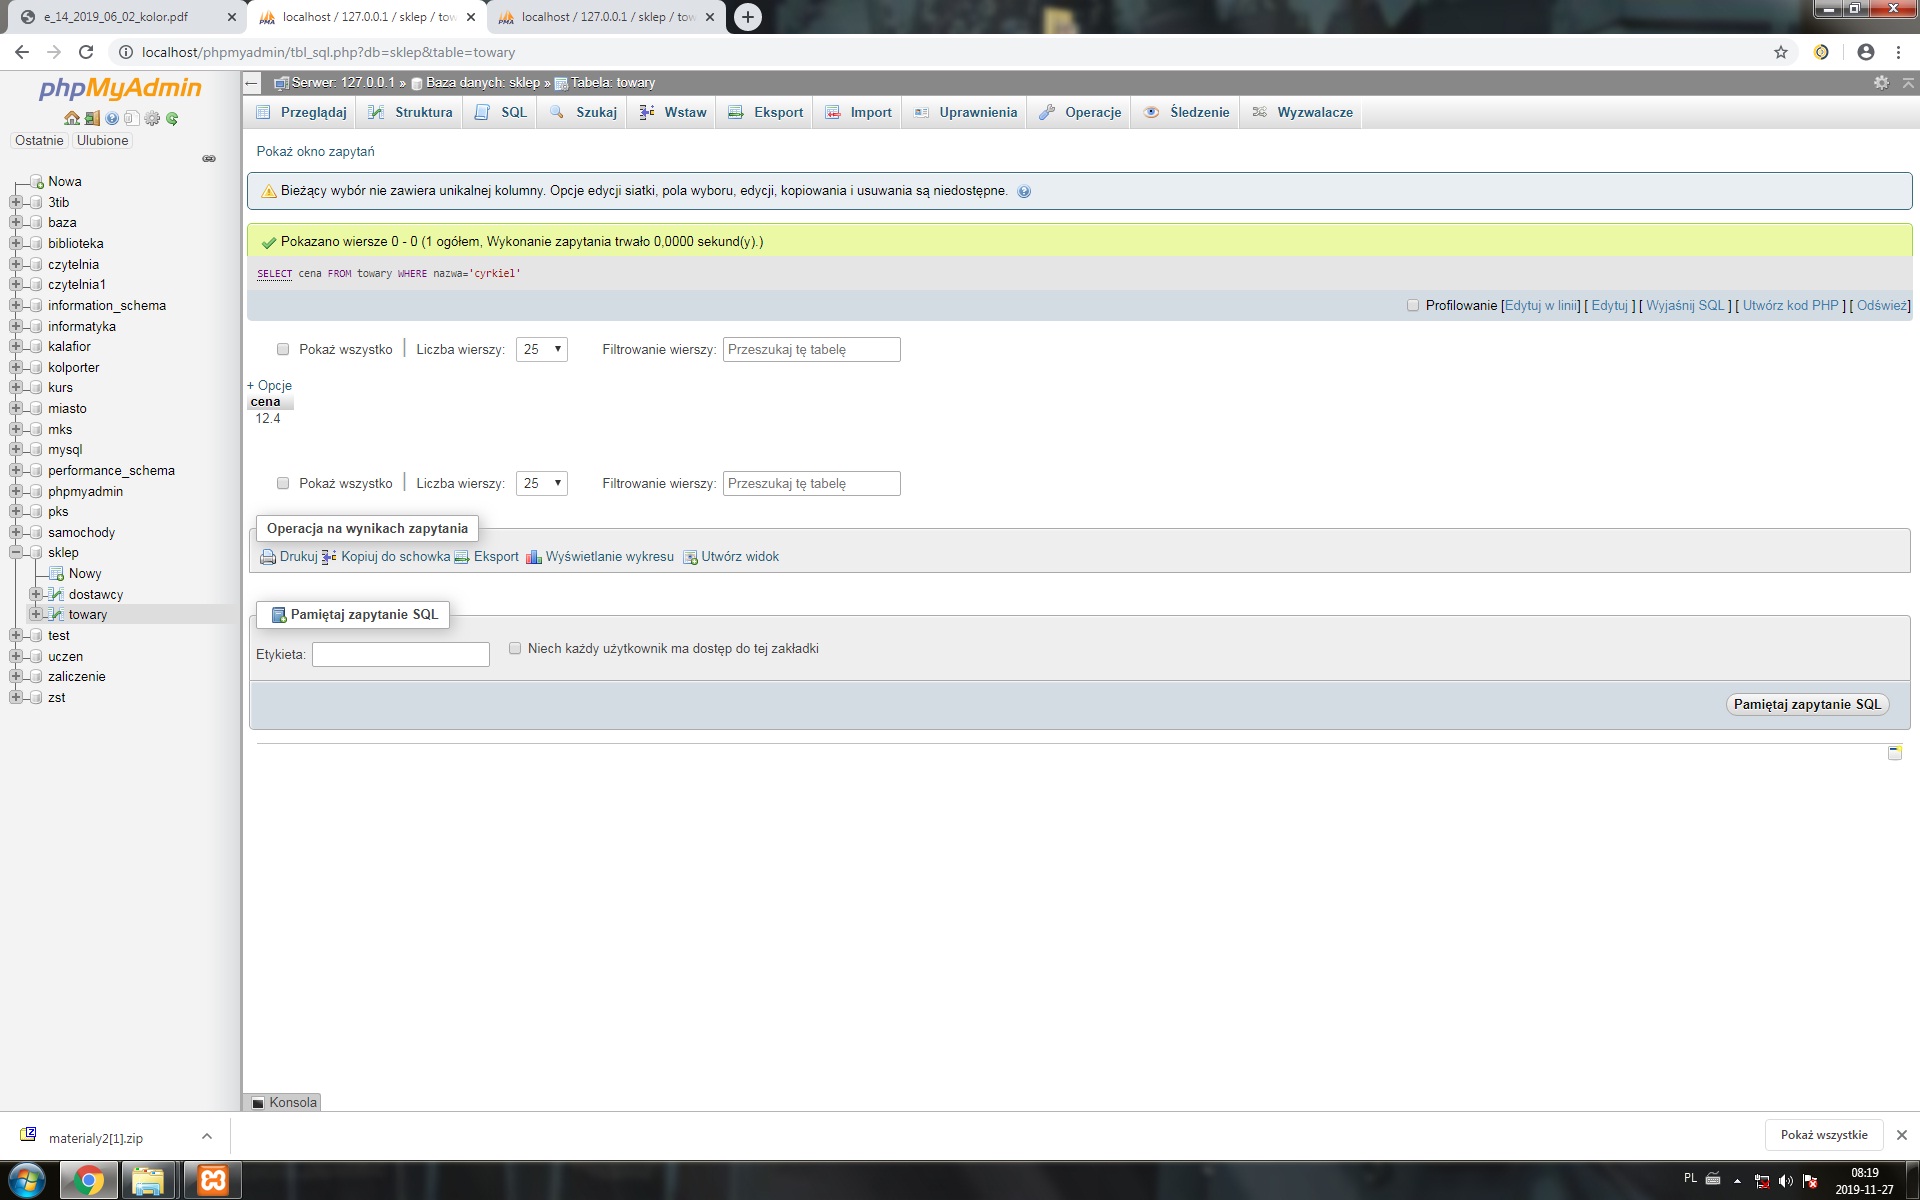 e_14_2019_06_02_kolor.pdf
localhost / 127.0.0.1 / sklep / tow
localhost / 127.0.0.1 / sklep / tow
localhost/phpmyadmin/tbl_sql.php?db=sklep&table=towary
phpMyAdmin
Ostatnie Ulubione
Nowa
3tib
baza
biblioteka
czytelnia
czytelnia1
information_schema
informatyka
kalafior
kolporter
kurs
miasto
mks
mysql
performance_schema
phpmyadmin
pks
samochody
sklep
Nowy
dostawcy
towary
test
uczen
zaliczenie
zst
Serwer: 127.0.0.1 » Baza danych: sklep » Tabela: towary
Przeglądaj Struktura SQL Szukaj Wstaw Eksport Import Uprawnienia Operacje Śledzenie Wyzwalacze
Pokaż okno zapytań
Bieżący wybór nie zawiera unikalnej kolumny. Opcje edycji siatki, pola wyboru, edycji, kopiowania i usuwania są niedostępne.
Pokazano wiersze 0 - 0 (1 ogółem, Wykonanie zapytania trwało 0,0000 sekund(y).)
SELECT cena FROM towary WHERE nazwa='cyrkiel'
Profilowanie [Edytuj w linii] [ Edytuj ] [ Wyjaśnij SQL ] [ Utwórz kod PHP ] [ Odśwież]
Pokaż wszystko | Liczba wierszy: 25 Filtrowanie wierszy: Przeszukaj tę tabelę
+ Opcje
cena
12.4
Pokaż wszystko | Liczba wierszy: 25 Filtrowanie wierszy: Przeszukaj tę tabelę
Operacja na wynikach zapytania
Drukuj Kopiuj do schowka Eksport Wyświetlanie wykresu Utwórz widok
Pamiętaj zapytanie SQL
Etykieta: Niech każdy użytkownik ma dostęp do tej zakładki
Pamiętaj zapytanie SQL
Konsola
materialy2[1].zip
Pokaż wszystkie
PL
08:19
2019-11-27